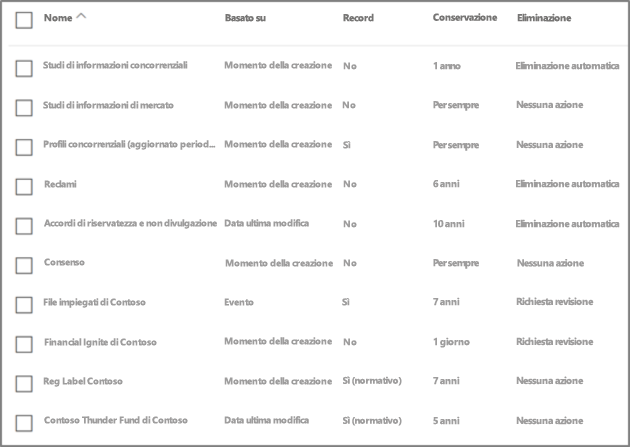 Nome Basato su Record Conservazione Eliminazione
Studi di informazioni concorrenziali Momento della creazione No 1 anno Eliminazione automatica
Studi di informazioni di mercato Momento della creazione No Per sempre Nessuna azione
Profili concorrenziali (aggiornato period... Momento della creazione Sì Per sempre Nessuna azione
Reclami Momento della creazione No 6 anni Eliminazione automatica
Accordi di riservatezza e non divulgazione Data ultima modifica No 10 anni Eliminazione automatica
Consenso Momento della creazione No Per sempre Nessuna azione
File impiegati di Contoso Evento Sì 7 anni Richiesta revisione
Financial Ignite di Contoso Momento della creazione No 1 giorno Richiesta revisione
Reg Label Contoso Momento della creazione Sì (normativo) 7 anni Nessuna azione
Contoso Thunder Fund di Contoso Data ultima modifica Sì (normativo) 5 anni Nessuna azione